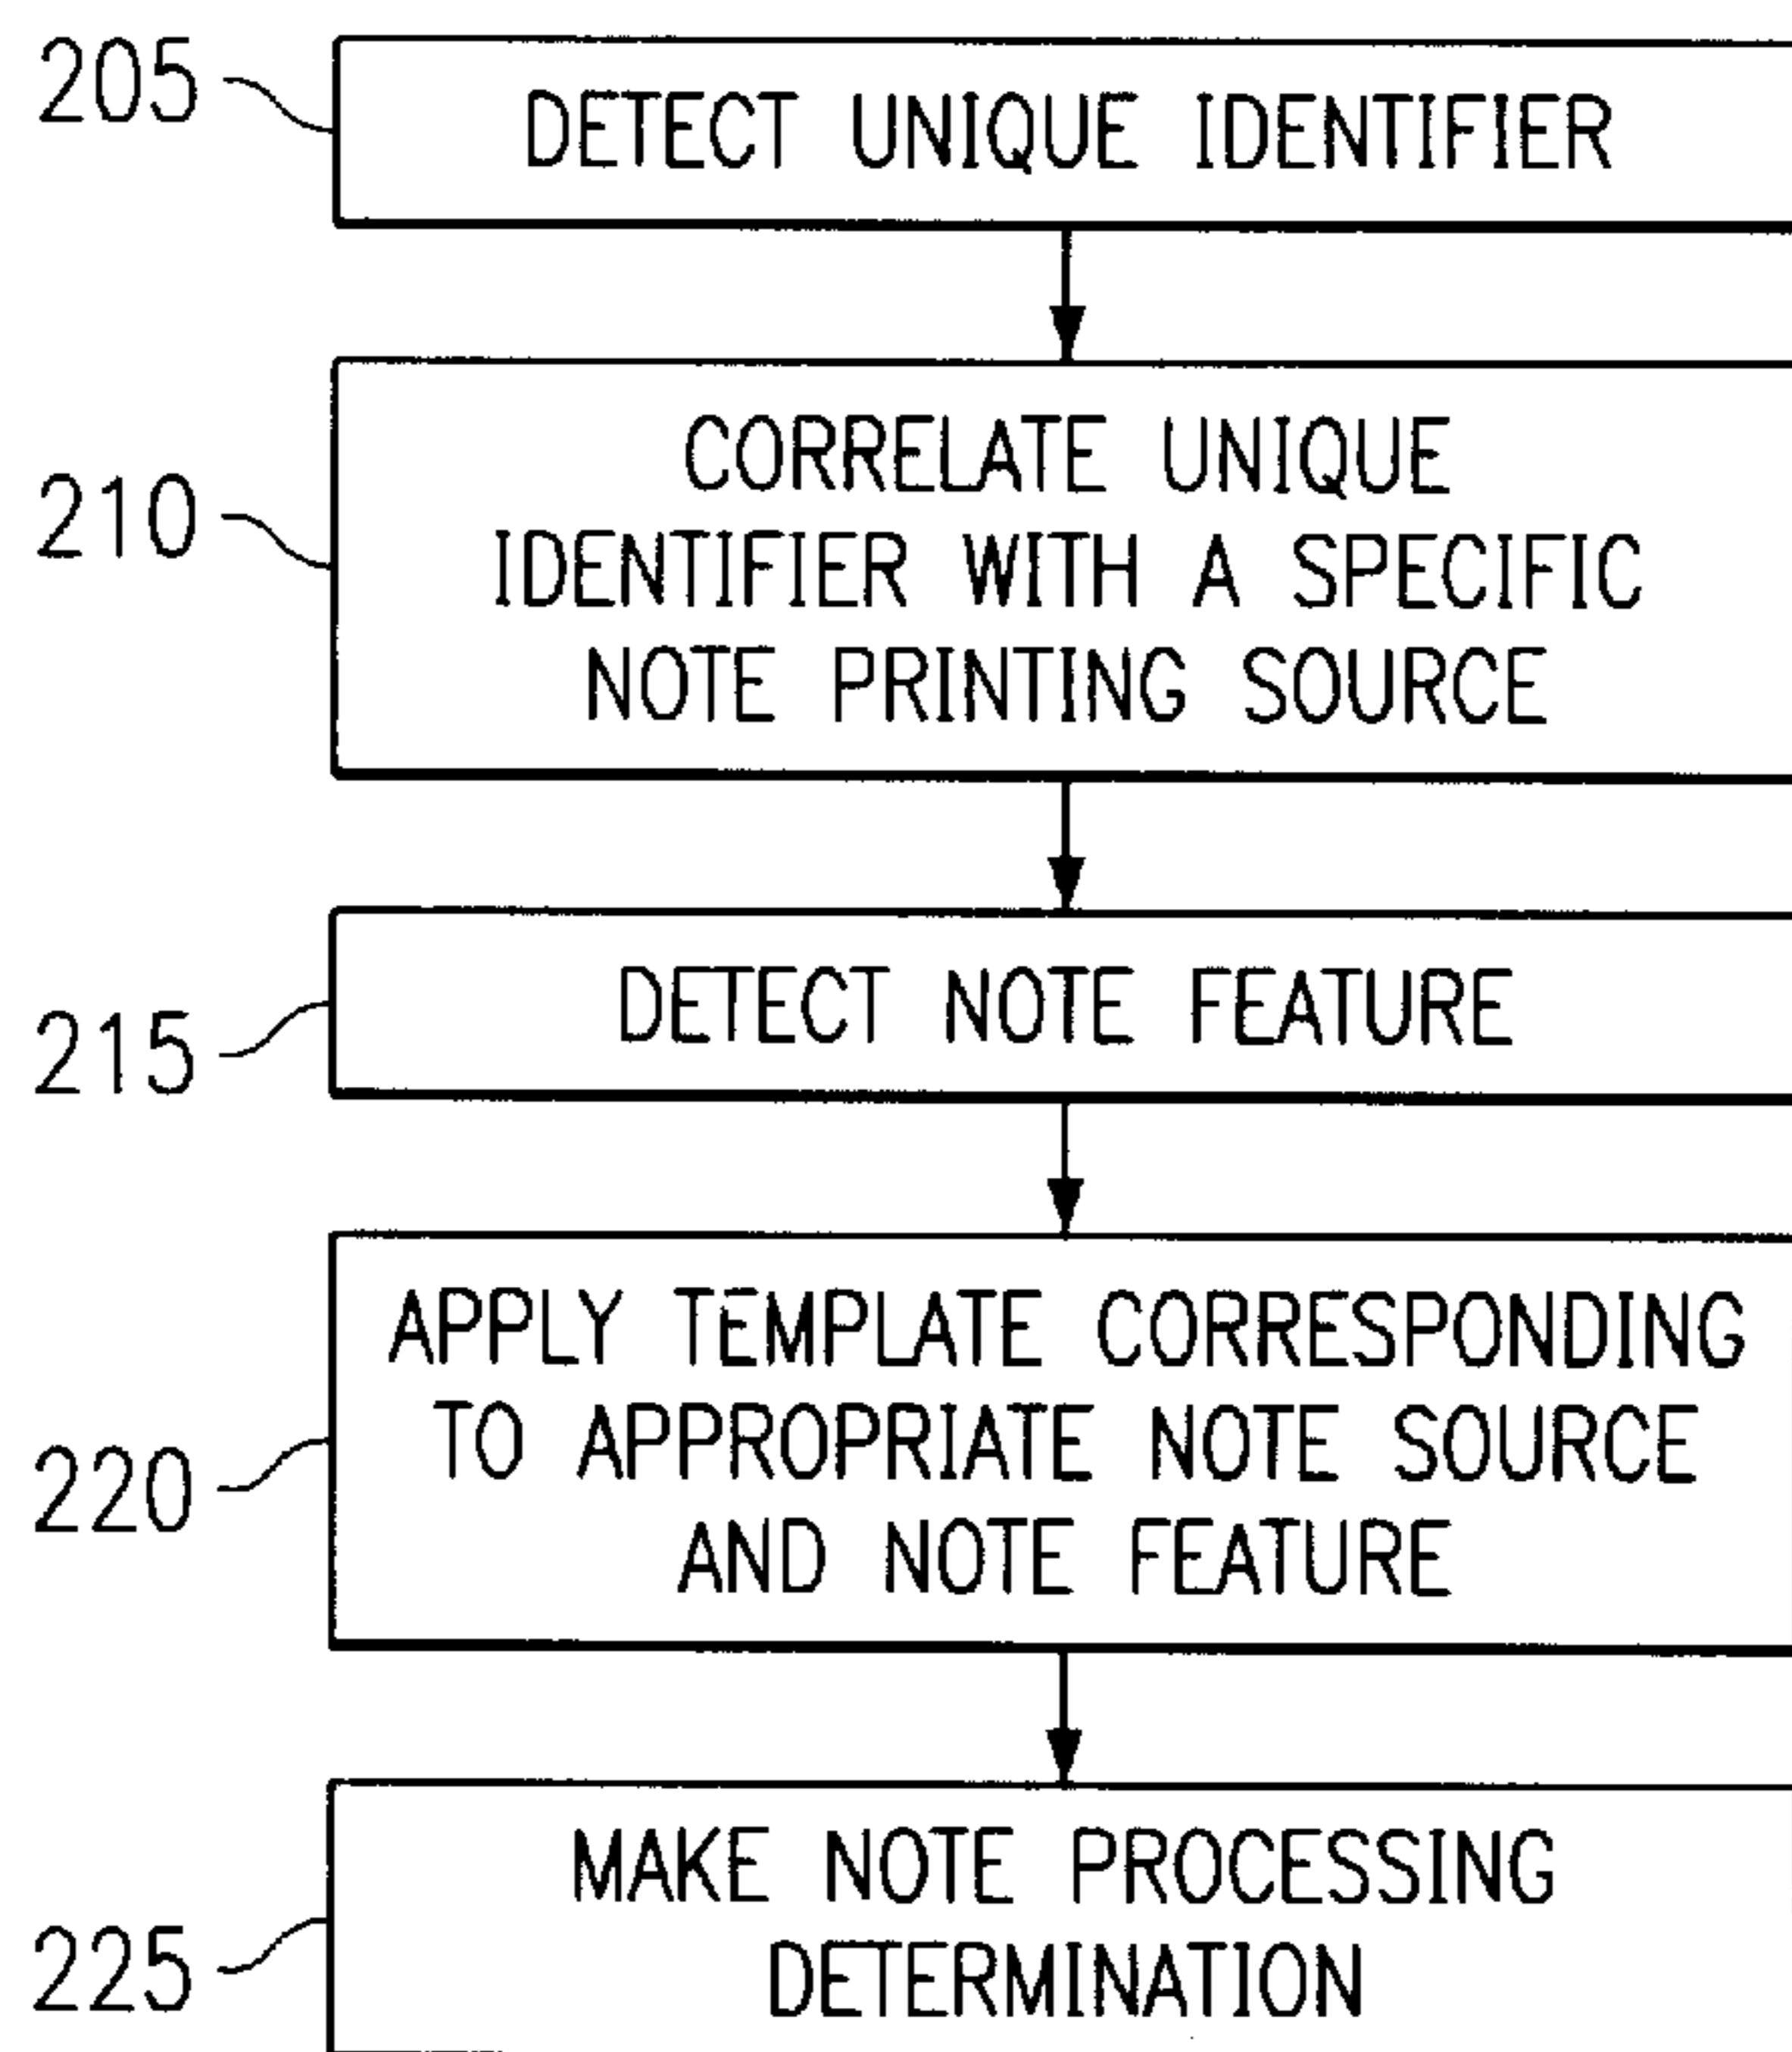 205
DETECT UNIQUE IDENTIFIER
210
CORRELATE UNIQUE
IDENTIFIER WITH A SPECIFIC
NOTE PRINTING SOURCE
215
DETECT NOTE FEATURE
220
APPLY TEMPLATE CORRESPONDING
TO APPROPRIATE NOTE SOURCE
AND NOTE FEATURE
225
MAKE NOTE PROCESSING
DETERMINATION